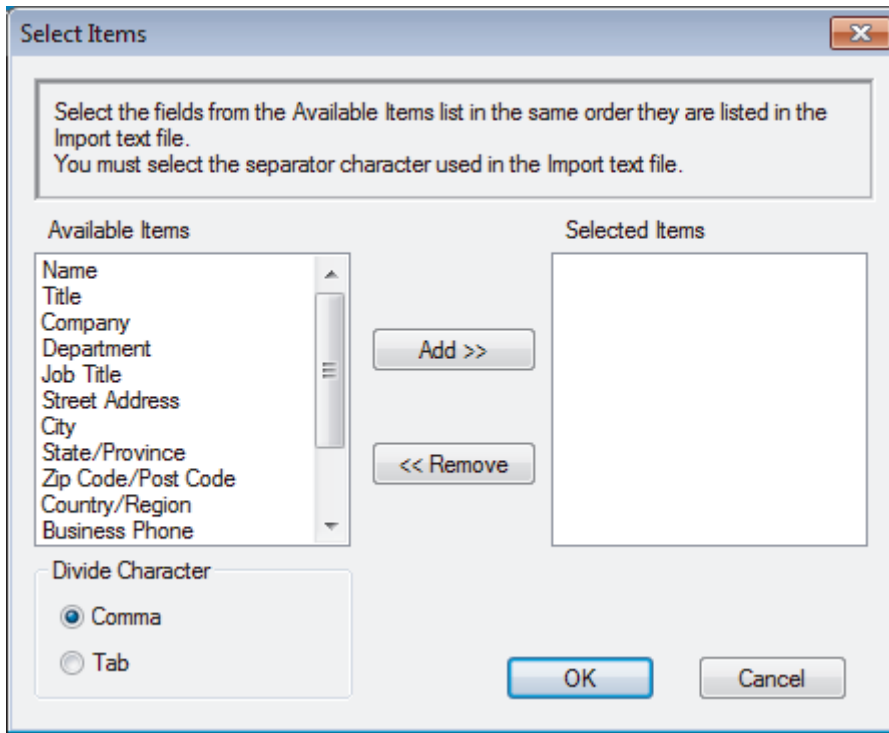 Select Items
Select the fields from the Available Items list in the same order they are listed in the
Import text file.
You must select the separator character used in the Import text file.
Available Items
Selected Items
Name
Title
Company
Department
Job Title
Street Address
City
State/Province
Zip Code/Post Code
Country/Region
Business Phone
Add >>
<< Remove
Divide Character
Comma
Tab
OK
Cancel